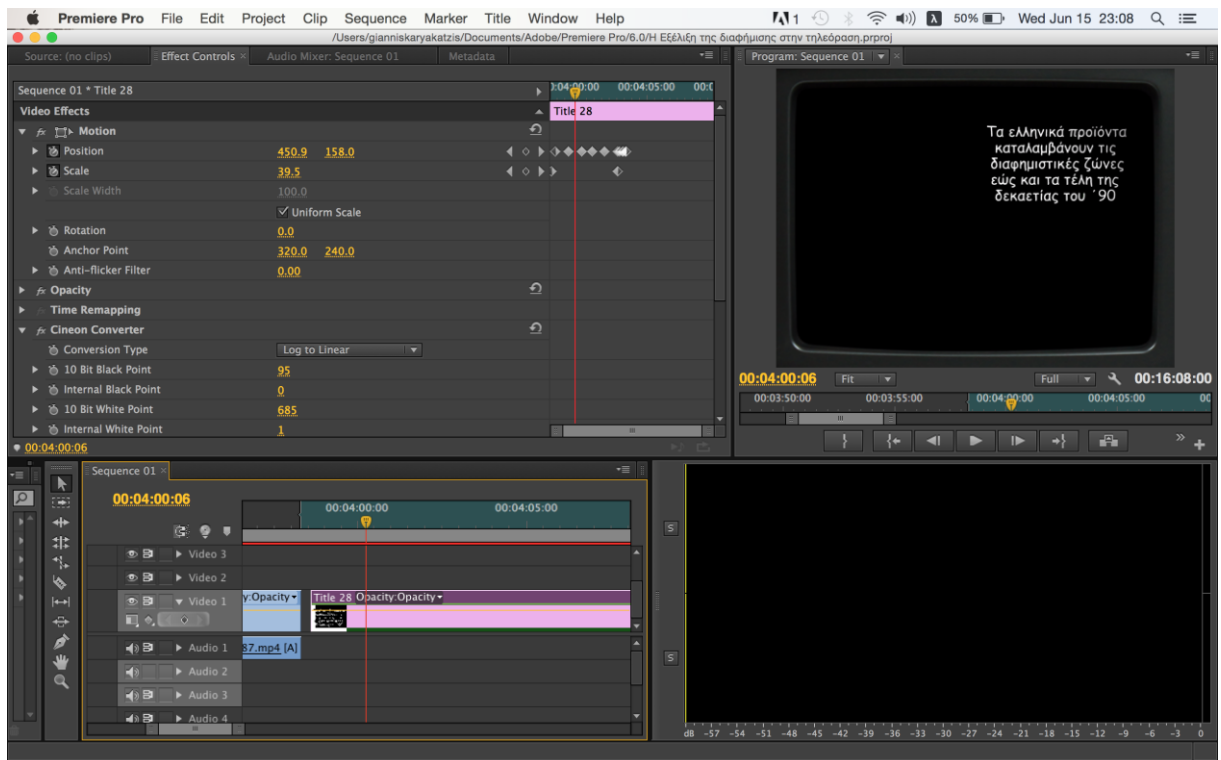 Premiere Pro File Edit Project Clip Sequence Marker Title Window Help 1 50% Wed Jun 15 23:08
/Users/gianniskaryakatzis/Documents/Adobe/Premiere Pro/6.0/Η Εξέλιξη της διαφήμισης στην τηλεόραση.prproj
Source: (no clips) Effect Controls × Audio Mixer: Sequence 01 Metadata
Sequence 01 * Title 28
):04:00:00 00:04:05:00 00:0
Video Effects
Title 28
fx Motion
Position 450.9 158.0
Scale 39.5
Scale Width 100.0
Uniform Scale
Rotation 0.0
Anchor Point 320.0 240.0
Anti-flicker Filter 0.00
fx Opacity
Time Remapping
fx Cineon Converter
Conversion Type Log to Linear
10 Bit Black Point 95
Internal Black Point 0
10 Bit White Point 685
Internal White Point 1
00:04:00:06
Program: Sequence 01 ×
Τα ελληνικά προϊόντα
καταλαμβάνουν τις
διαφημιστικές ζώνες
εώς και τα τέλη της
δεκαετίας του ΄90
00:04:00:06 Fit Full 00:16:08:00
00:03:50:00 00:03:55:00 00:04:00:00 00:04:05:00 00
Sequence 01 ×
00:04:00:06
00:04:00:00 00:04:05:00
Video 3
Video 2
Video 1
y:Opacity Title 28 Opacity:Opacity
Audio 1 87.mp4 [A]
Audio 2
Audio 3
Audio 4
S
S
dB -57 -54 -51 -48 -45 -42 -39 -36 -33 -30 -27 -24 -21 -18 -15 -12 -9 -6 -3 0